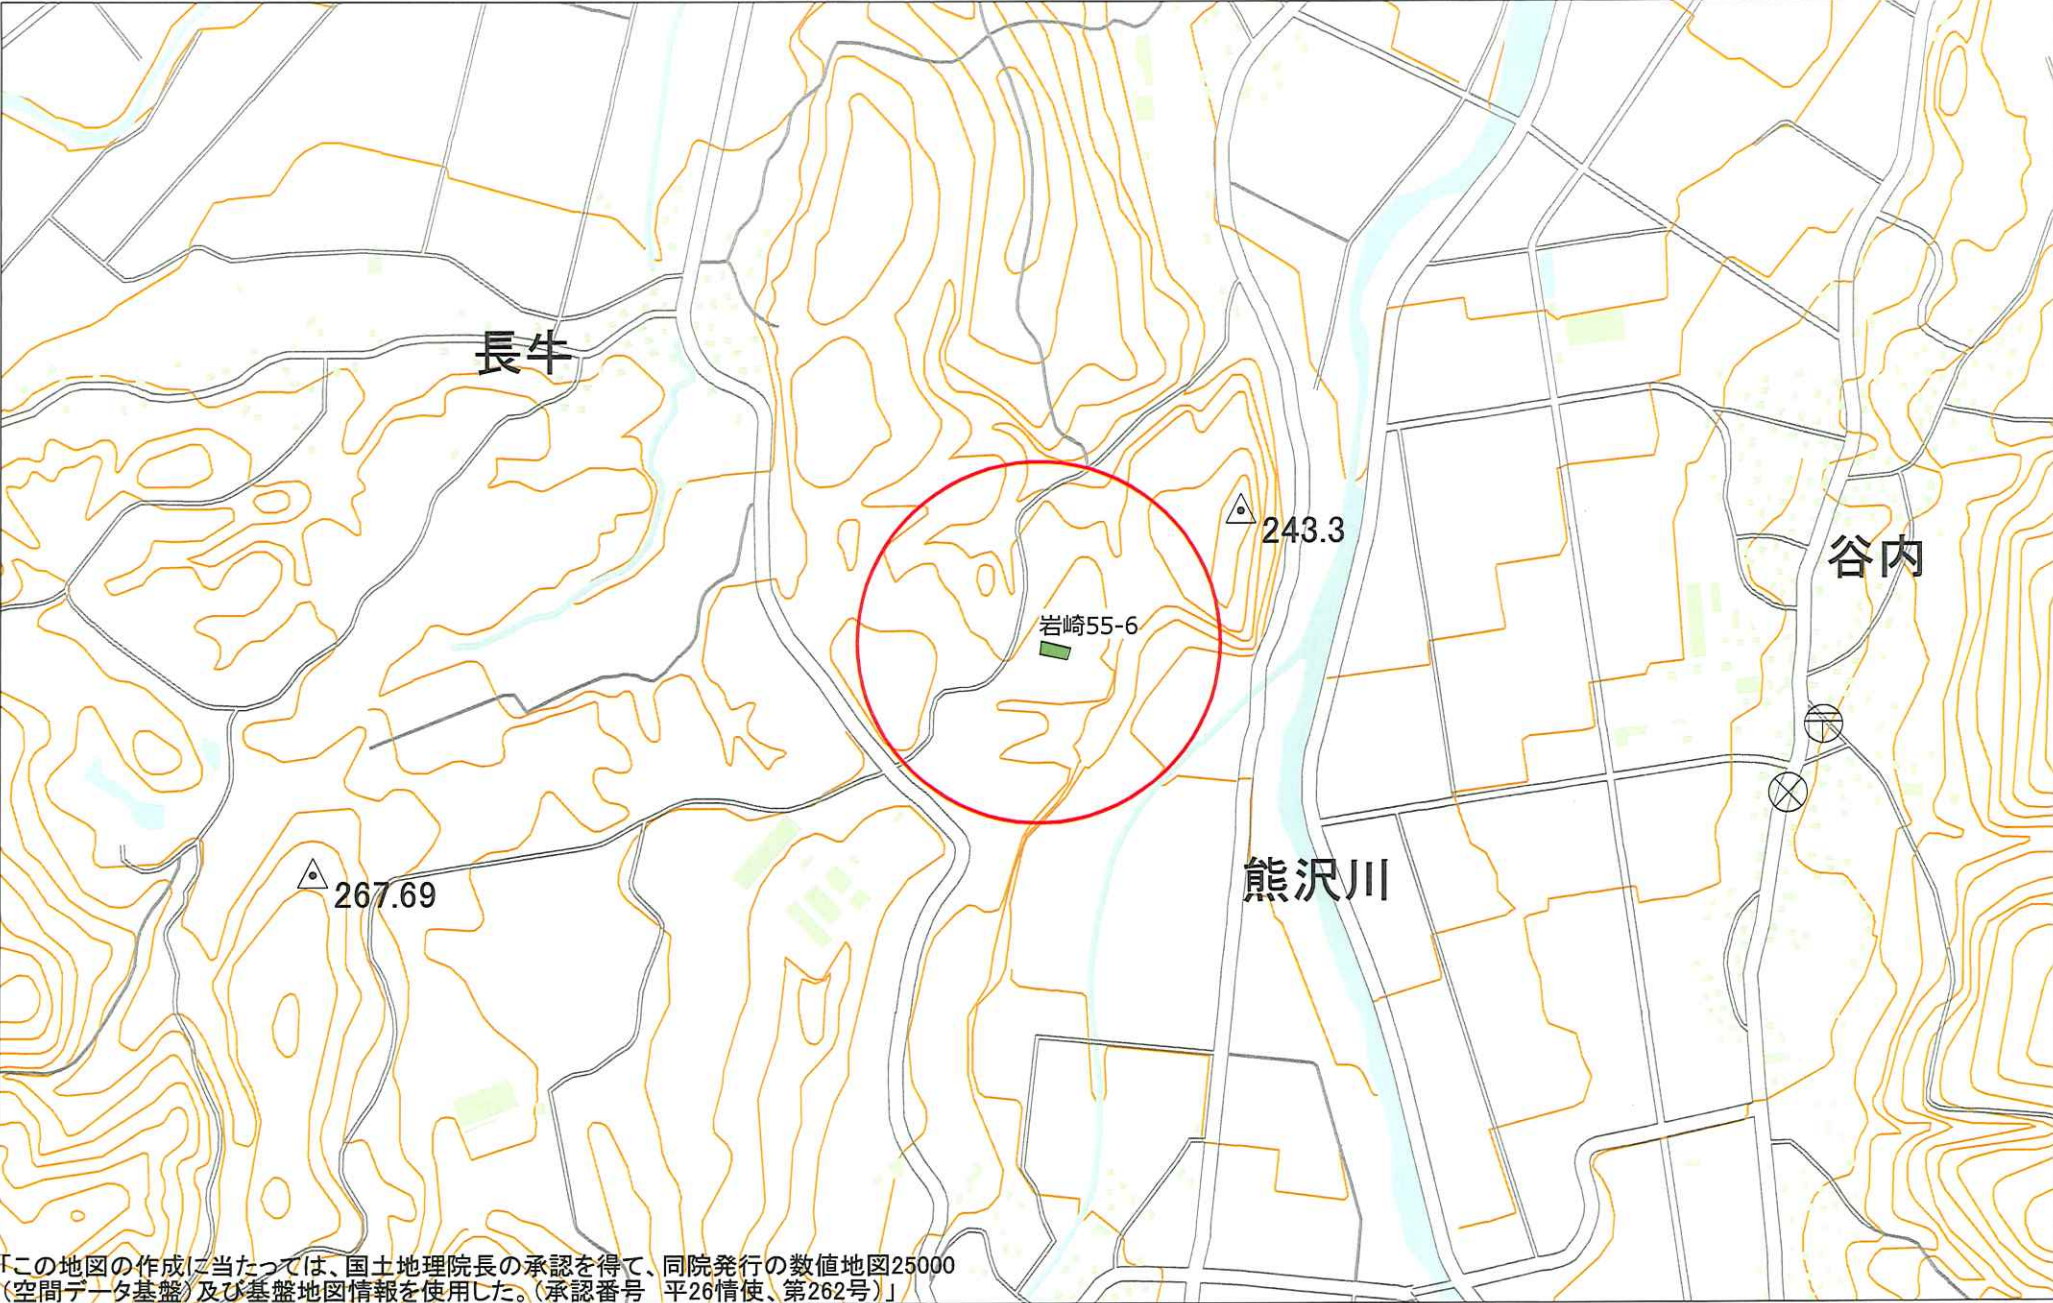 長牛
243.3
谷内
岩崎55-6
267.69
熊沢川
「この地図の作成に当たっては、国土地理院長の承認を得て、同院発行の数値地図25000
（空間データ基盤）及び基盤地図情報を使用した。（承認番号　平26情使、第262号）」